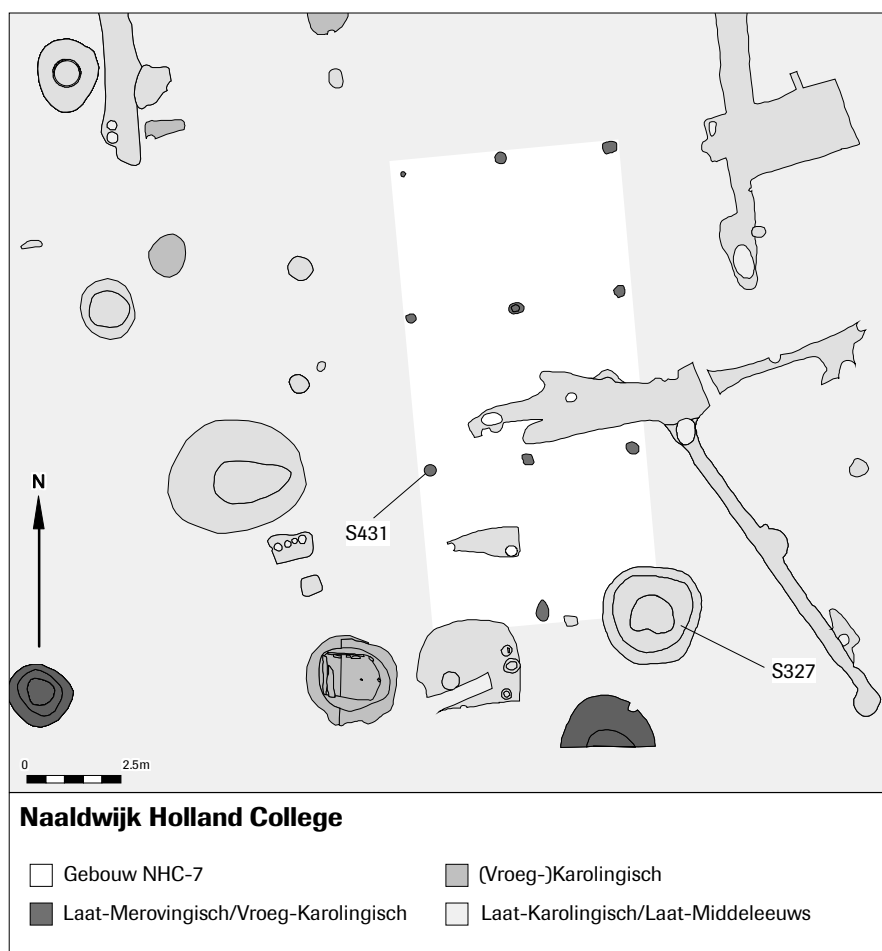 N
S431
S327
0 2.5m
Naaldwijk Holland College
Gebouw NHC-7
(Vroeg-)Karolingisch
Laat-Merovingisch/Vroeg-Karolingisch
Laat-Karolingisch/Laat-Middeleeuws